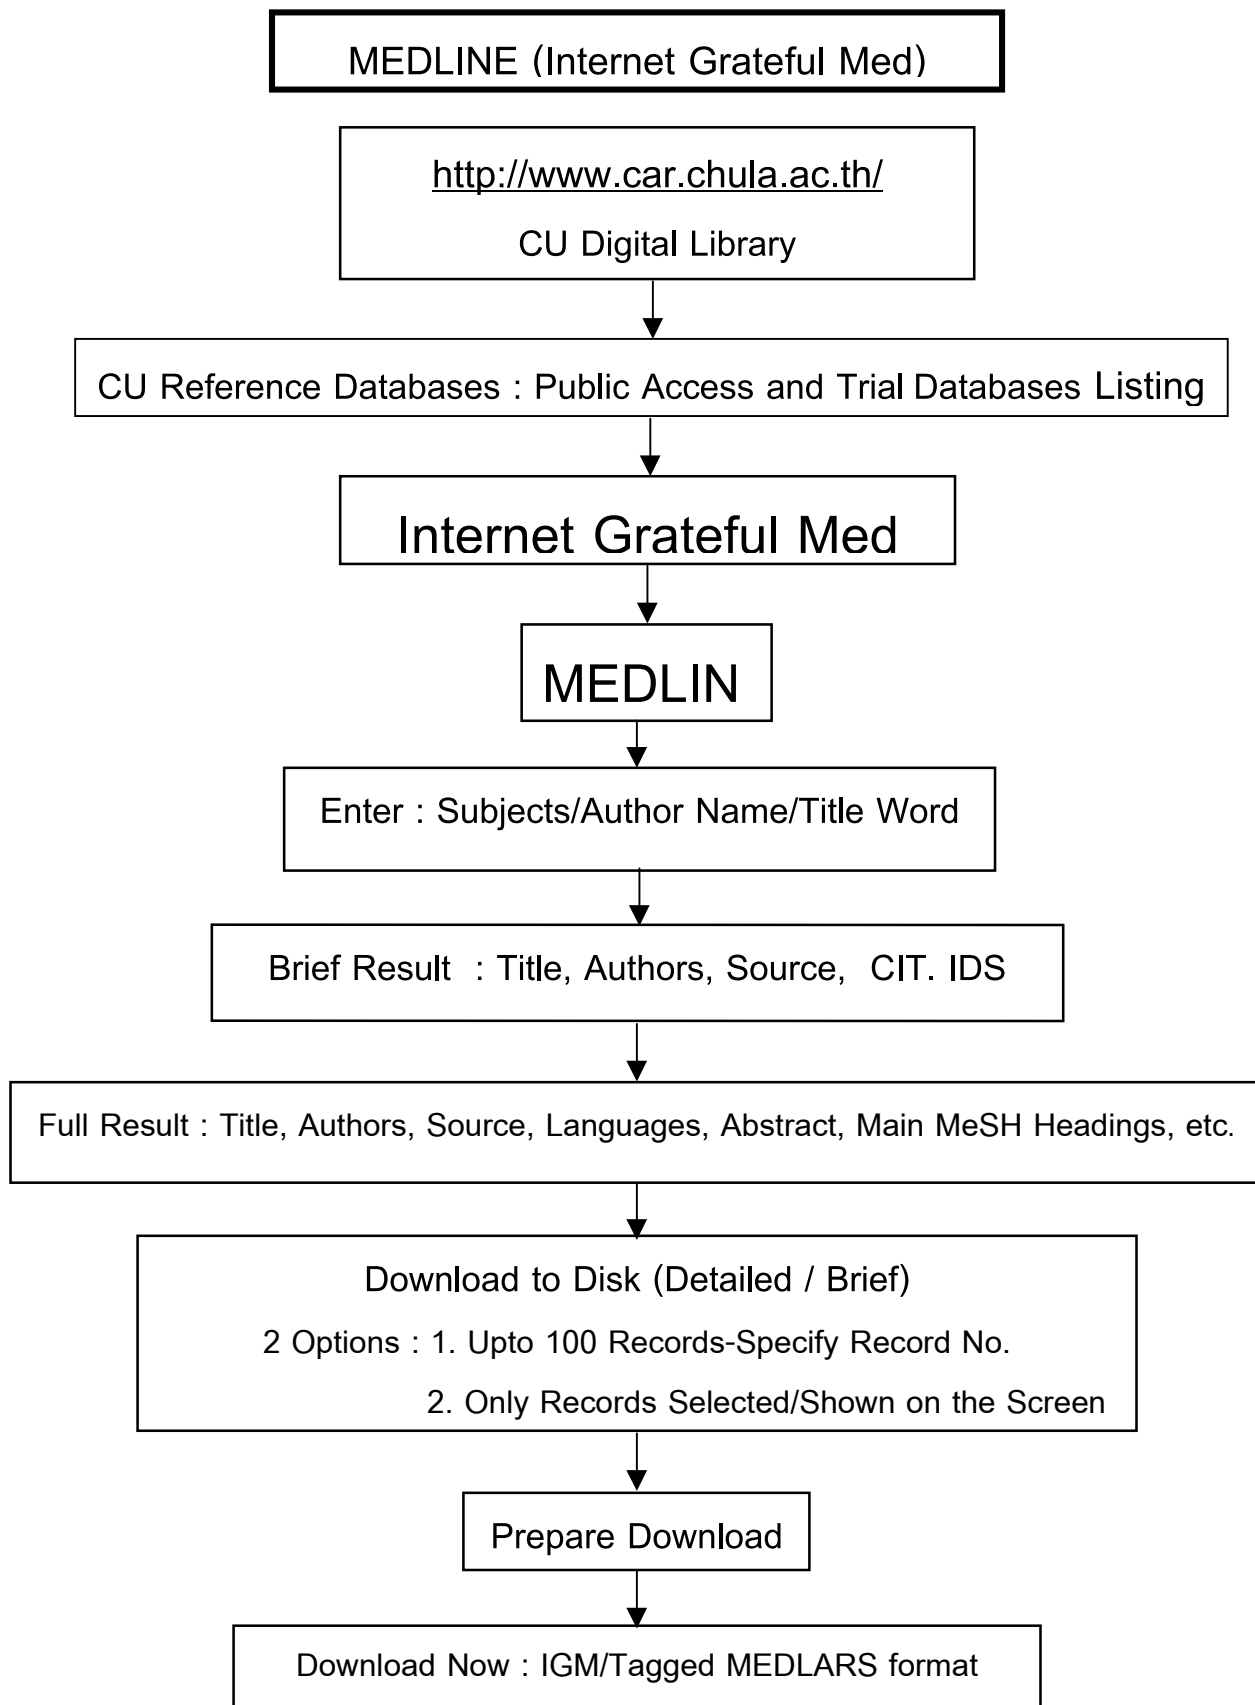 MEDLINE (Internet Grateful Med)
http://www.car.chula.ac.th/
CU Digital Library
CU Reference Databases : Public Access and Trial Databases Listing
Internet Grateful Med
MEDLIN
Enter : Subjects/Author Name/Title Word
Brief Result : Title, Authors, Source, CIT. IDS
Full Result : Title, Authors, Source, Languages, Abstract, Main MeSH Headings, etc.
Download to Disk (Detailed / Brief)
2 Options : 1. Upto 100 Records-Specify Record No.
2. Only Records Selected/Shown on the Screen
Prepare Download
Download Now : IGM/Tagged MEDLARS format